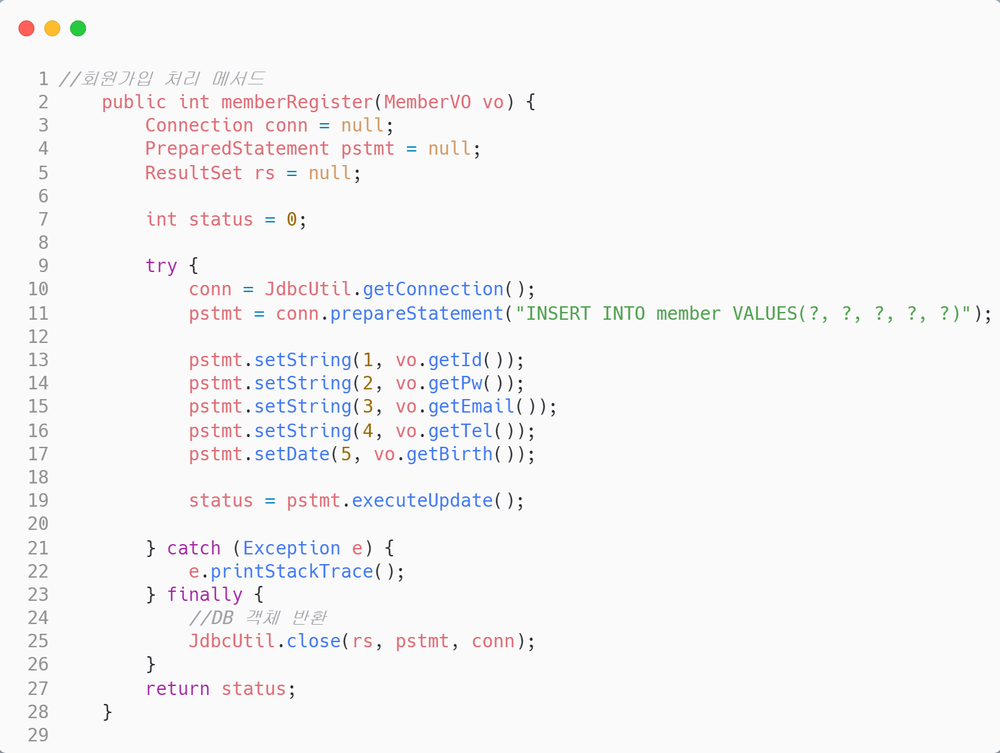 1 //회원가입 처리 메서드
2     public int memberRegister(MemberVO vo) {
3         Connection conn = null;
4         PreparedStatement pstmt = null;
5         ResultSet rs = null;
6
7         int status = 0;
8
9         try {
10             conn = JdbcUtil.getConnection();
11             pstmt = conn.prepareStatement("INSERT INTO member VALUES(?, ?, ?, ?, ?)");
12
13             pstmt.setString(1, vo.getId());
14             pstmt.setString(2, vo.getPw());
15             pstmt.setString(3, vo.getEmail());
16             pstmt.setString(4, vo.getTel());
17             pstmt.setDate(5, vo.getBirth());
18
19             status = pstmt.executeUpdate();
20
21         } catch (Exception e) {
22             e.printStackTrace();
23         } finally {
24             //DB 객체 반환
25             JdbcUtil.close(rs, pstmt, conn);
26         }
27         return status;
28     }
29